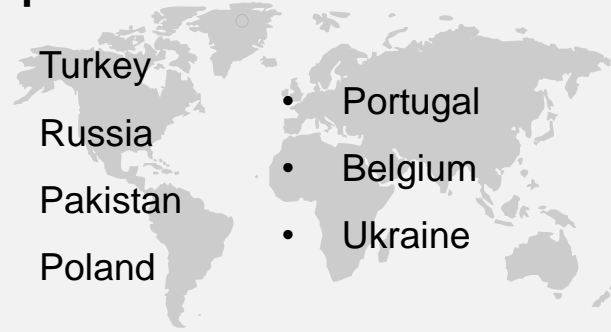 Turkey
Russia
Pakistan
Poland
• Portugal
• Belgium
• Ukraine